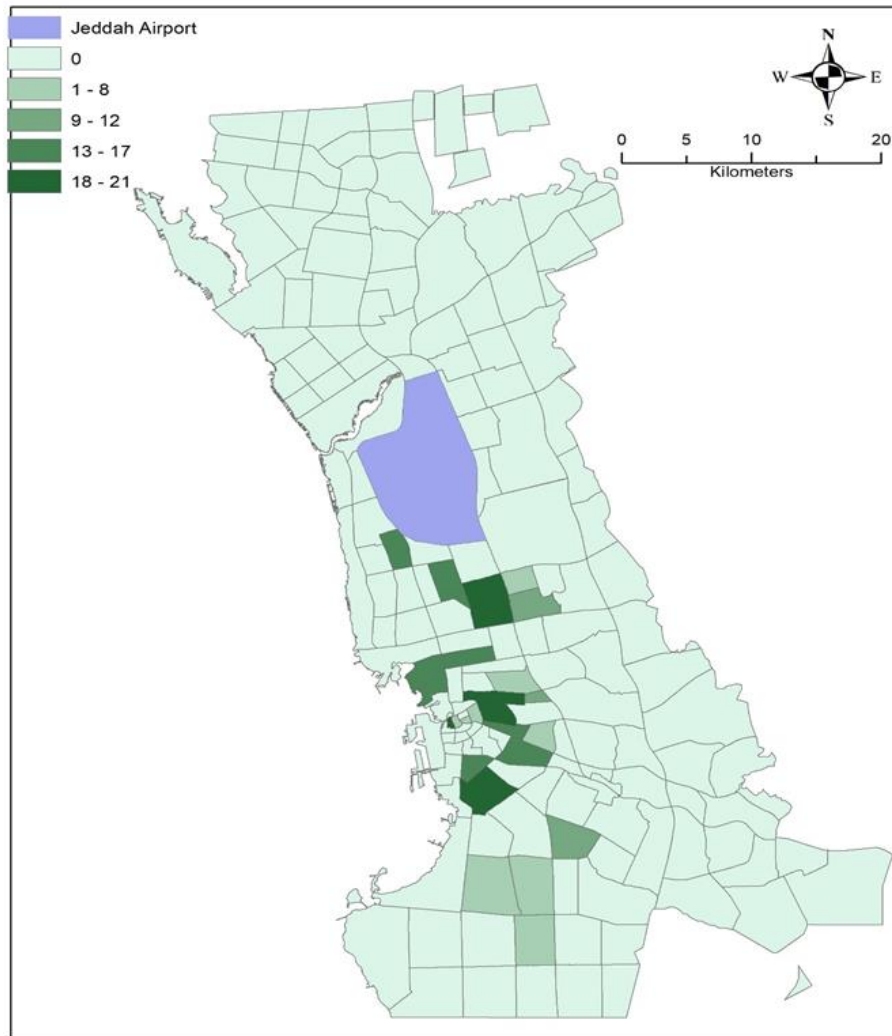 Jeddah Airport
0
1 - 8
9 - 12
13 - 17
18 - 21
N
W E
S
0 5 10 20
Kilometers